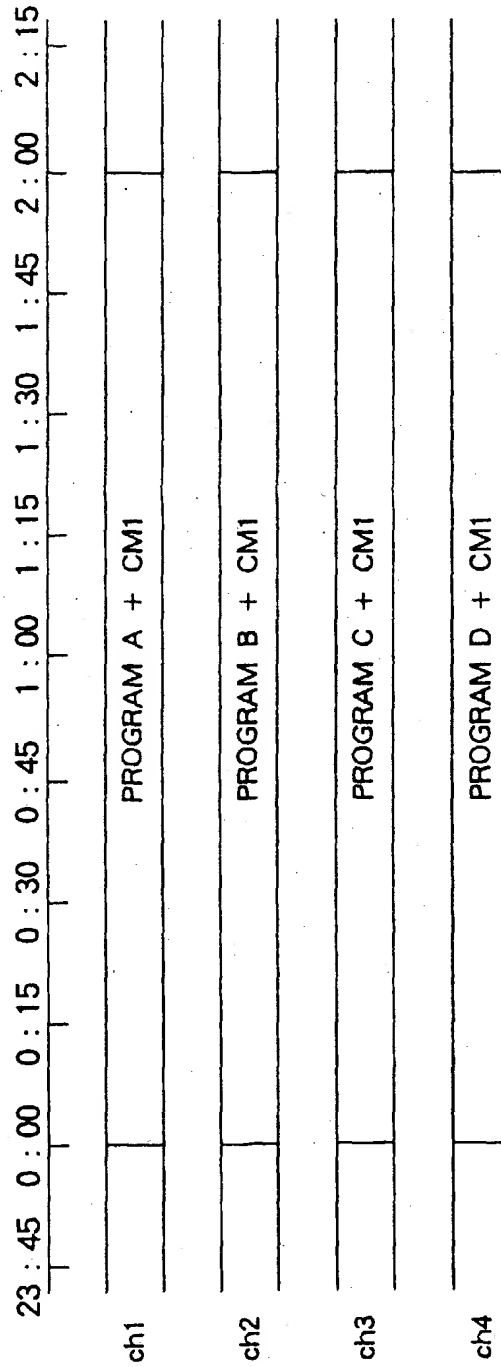 23:45 0:00 0:15 0:30 0:45 1:00 1:15 1:30 1:45 2:00 2:15
ch1 PROGRAM A + CM1
ch2 PROGRAM B + CM1
ch3 PROGRAM C + CM1
ch4 PROGRAM D + CM1